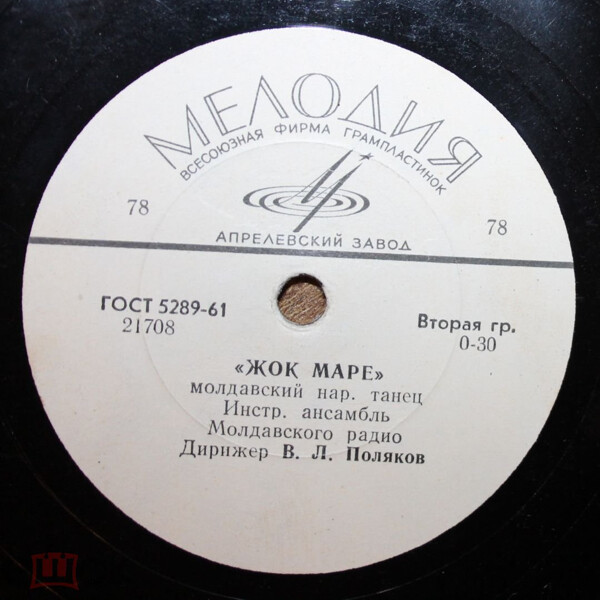 МЕЛОДИЯ
ВСЕСОЮЗНАЯ ФИРМА ГРАМПЛАСТИНОК
78
78
АПРЕЛЕВСКИЙ ЗАВОД
ГОСТ 5289-61
21708
Вторая гр.
0-30
«ЖОК МАРЕ»
молдавский нар. танец
Инстр. ансамбль
Молдавского радио
Дирижер В. Л. Поляков